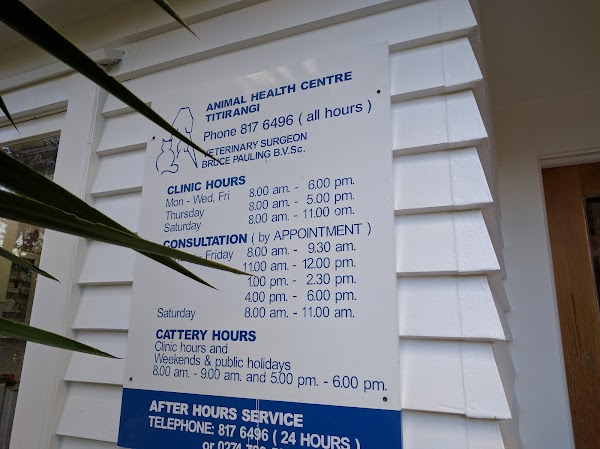 ANIMAL HEALTH CENTRE
TITIRANGI
Phone 817 6496 ( all hours )
VETERINARY SURGEON
BRUCE PAULING B.V.Sc.
CLINIC HOURS
Mon - Wed, Fri 8.00 am. - 6.00 pm.
Thursday 8.00 am. - 5.00 pm.
Saturday 8.00 am. - 11.00 am.
CONSULTATION ( by APPOINTMENT )
Friday 8.00 am. - 9.30 am.
11.00 am. - 12.00 pm.
1.00 pm. - 2.30 pm.
4.00 pm. - 6.00 pm.
Saturday 8.00 am. - 11.00 am.
CATTERY HOURS
Clinic hours and
Weekends & public holidays
8.00 am. - 9.00 am. and 5.00 pm. - 6.00 pm.
AFTER HOURS SERVICE
TELEPHONE: 817 6496 ( 24 HOURS )
or 0274